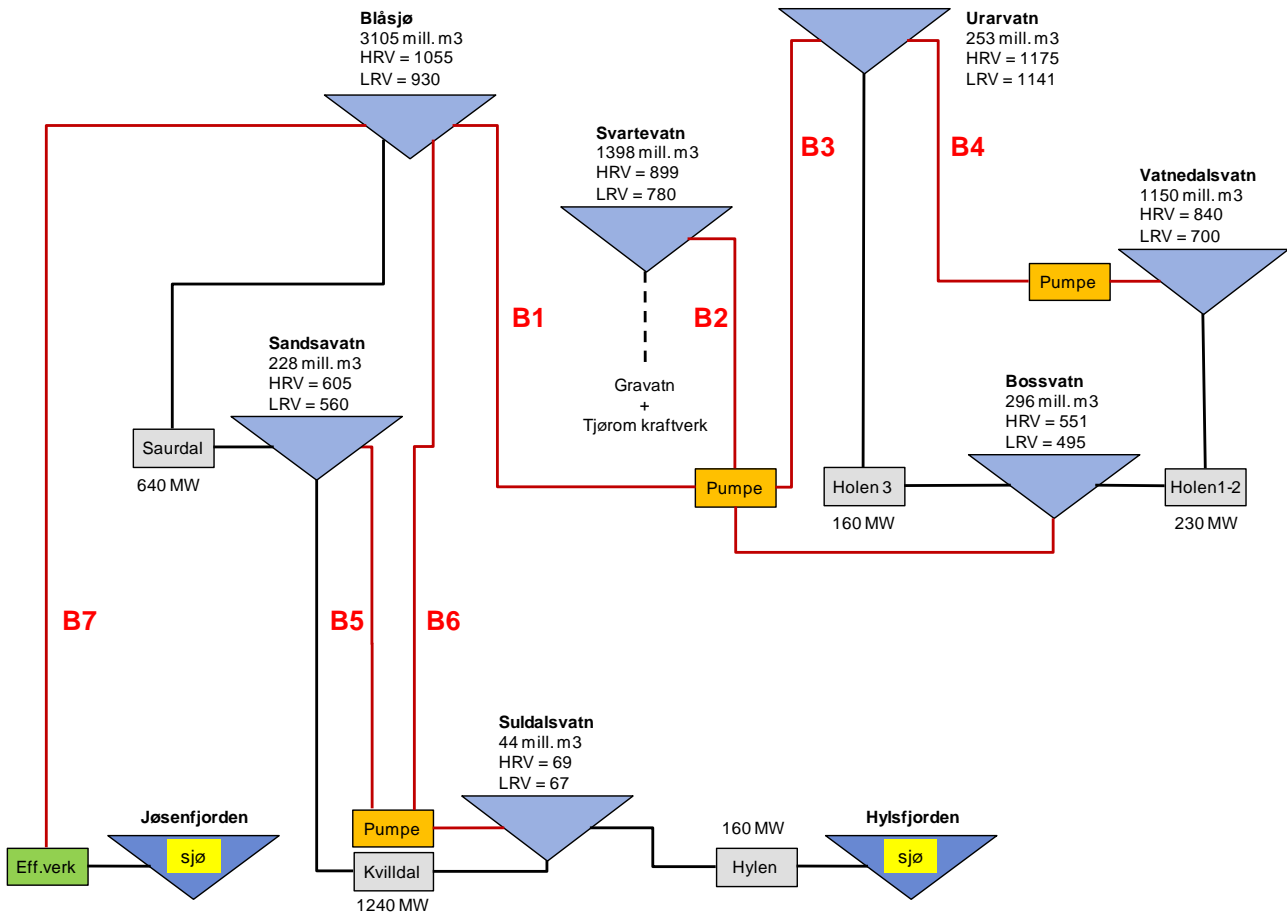 Blåsjø
3105 mill. m3
HRV = 1055
LRV = 930
Urarvatn
253 mill. m3
HRV = 1175
LRV = 1141
Svartevatn
1398 mill. m3
HRV = 899
LRV = 780
B3
B4
Vatnedalsvatn
1150 mill. m3
HRV = 840
LRV = 700
Pumpe
B1
B2
Sandsavatn
228 mill. m3
HRV = 605
LRV = 560
Gravatn
+
Tjørom kraftverk
Bossvatn
296 mill. m3
HRV = 551
LRV = 495
Saurdal
640 MW
Pumpe
Holen 3
160 MW
Holen1-2
230 MW
B7
B5
B6
Suldalsvatn
44 mill. m3
HRV = 69
LRV = 67
Jøsenfjorden
sjø
Eff.verk
Pumpe
Kvilldal
1240 MW
160 MW
Hylen
Hylsfjorden
sjø